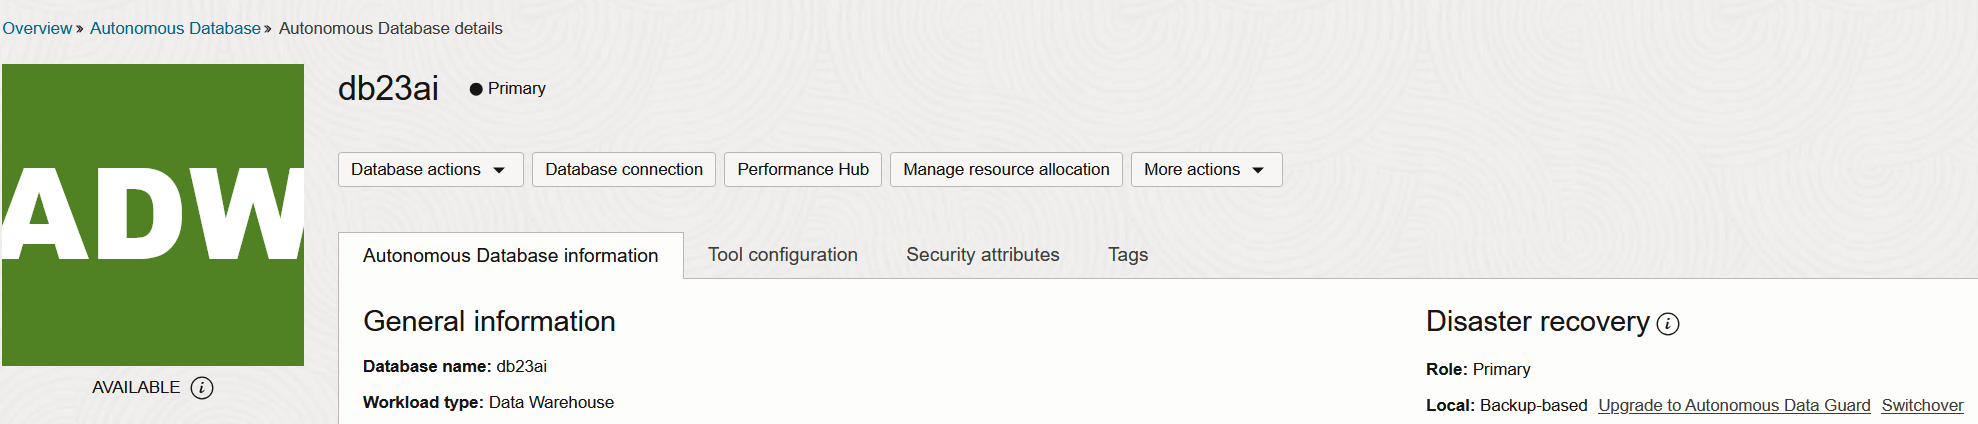 Overview » Autonomous Database » Autonomous Database details
ADW
AVAILABLE i
db23ai ● Primary
Database actions Database connection Performance Hub Manage resource allocation More actions
Autonomous Database information Tool configuration Security attributes Tags
General information
Database name: db23ai
Workload type: Data Warehouse
Disaster recovery i
Role: Primary
Local: Backup-based Upgrade to Autonomous Data Guard Switchover